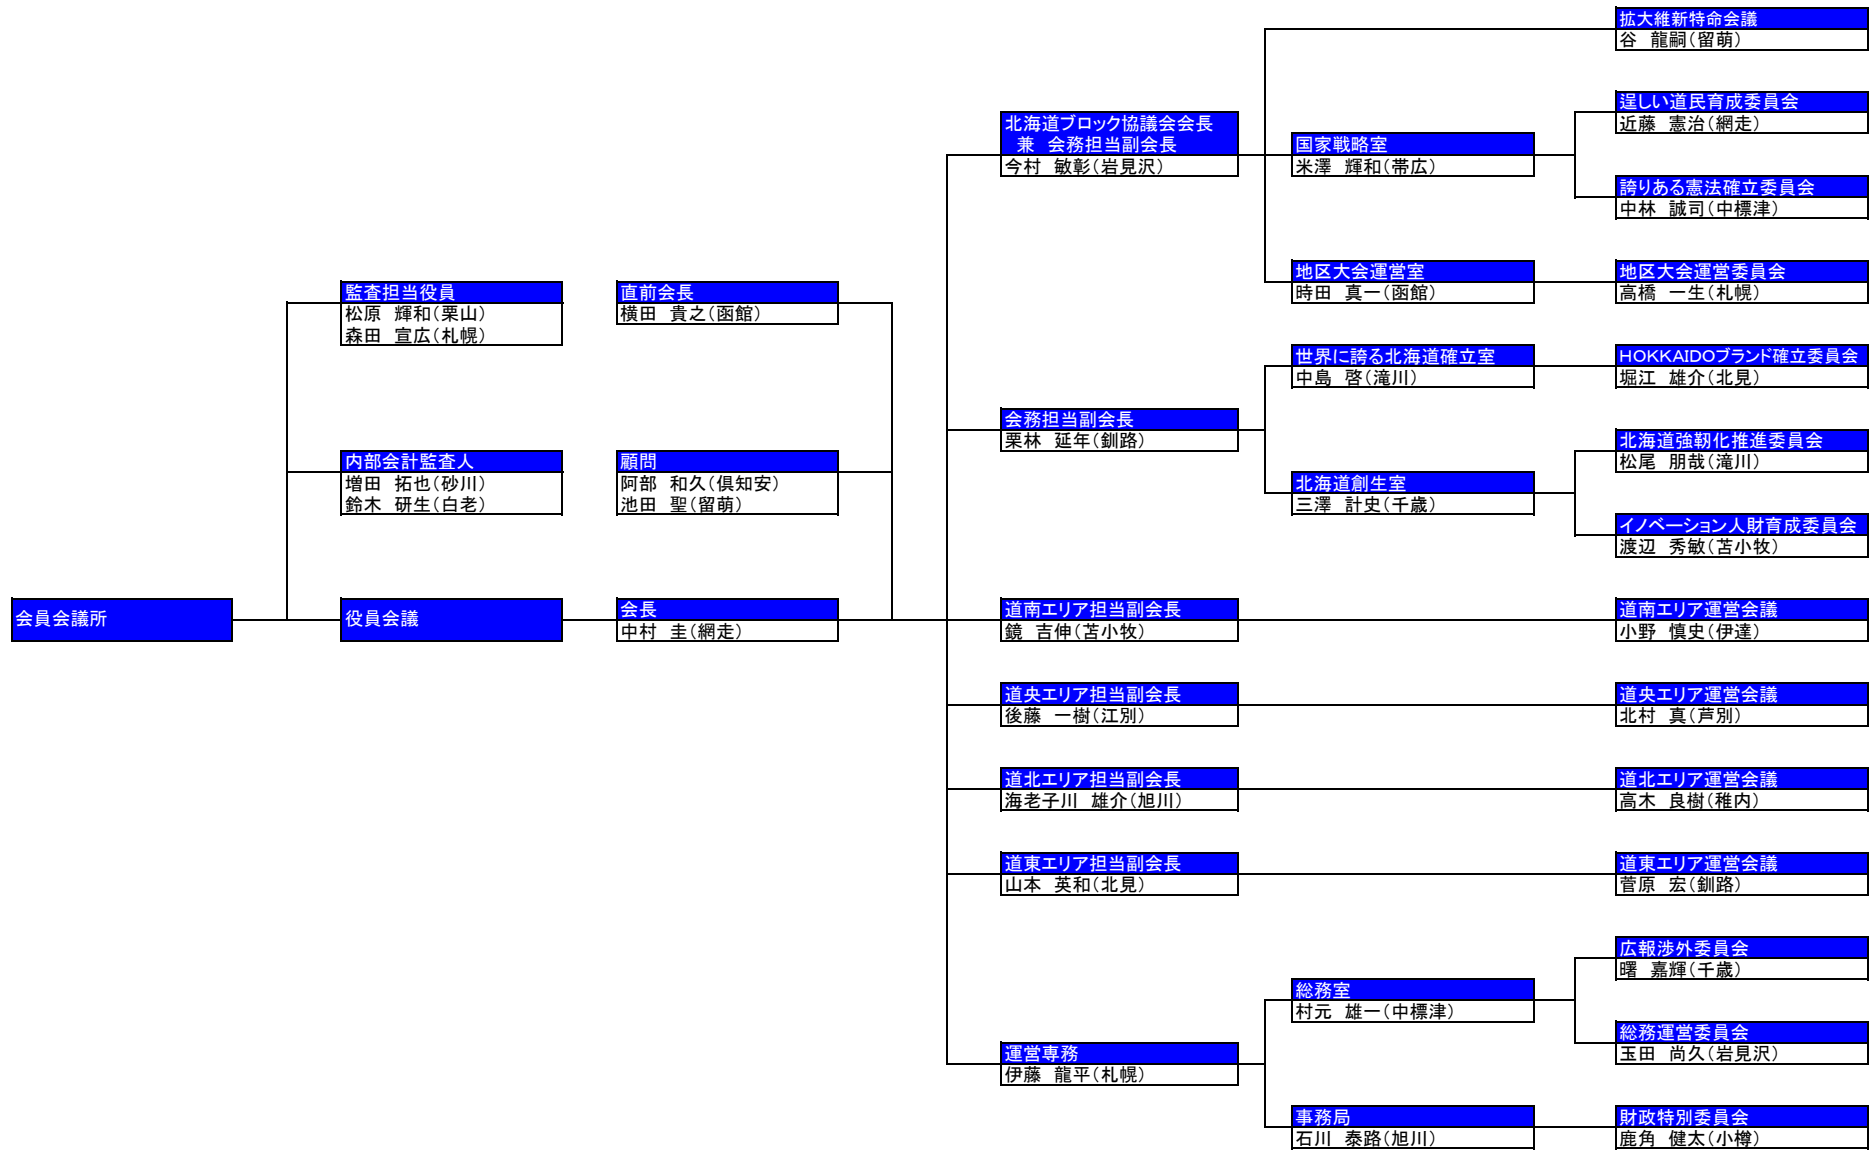 会員会議所
監査担当役員
松原　輝和(栗山)
森田　宣広(札幌)
内部会計監査人
増田　拓也(砂川)
鈴木　研生(白老)
役員会議
直前会長
横田　貴之(函館)
顧問
阿部　和久(倶知安)
池田　聖(留萌)
会長
中村　圭(網走)
北海道ブロック協議会会長
兼　会務担当副会長
今村　敏彰(岩見沢)
会務担当副会長
栗林　延年(釧路)
道南エリア担当副会長
鏡　吉伸(苫小牧)
道央エリア担当副会長
後藤　一樹(江別)
道北エリア担当副会長
海老子川　雄介(旭川)
道東エリア担当副会長
山本　英和(北見)
運営専務
伊藤　龍平(札幌)
国家戦略室
米澤　輝和(帯広)
地区大会運営室
時田　真一(函館)
世界に誇る北海道確立室
中島　啓(滝川)
北海道創生室
三澤　計史(千歳)
総務室
村元　雄一(中標津)
事務局
石川　泰路(旭川)
拡大維新特命会議
谷　龍嗣(留萌)
逞しい道民育成委員会
近藤　憲治(網走)
誇りある憲法確立委員会
中林　誠司(中標津)
地区大会運営委員会
高橋　一生(札幌)
HOKKAIDOブランド確立委員会
堀江　雄介(北見)
北海道強靭化推進委員会
松尾　朋哉(滝川)
イノベーション人財育成委員会
渡辺　秀敏(苫小牧)
道南エリア運営会議
小野　慎史(伊達)
道央エリア運営会議
北村　真(芦別)
道北エリア運営会議
高木　良樹(稚内)
道東エリア運営会議
菅原　宏(釧路)
広報渉外委員会
曙　嘉輝(千歳)
総務運営委員会
玉田　尚久(岩見沢)
財政特別委員会
鹿角　健太(小樽)